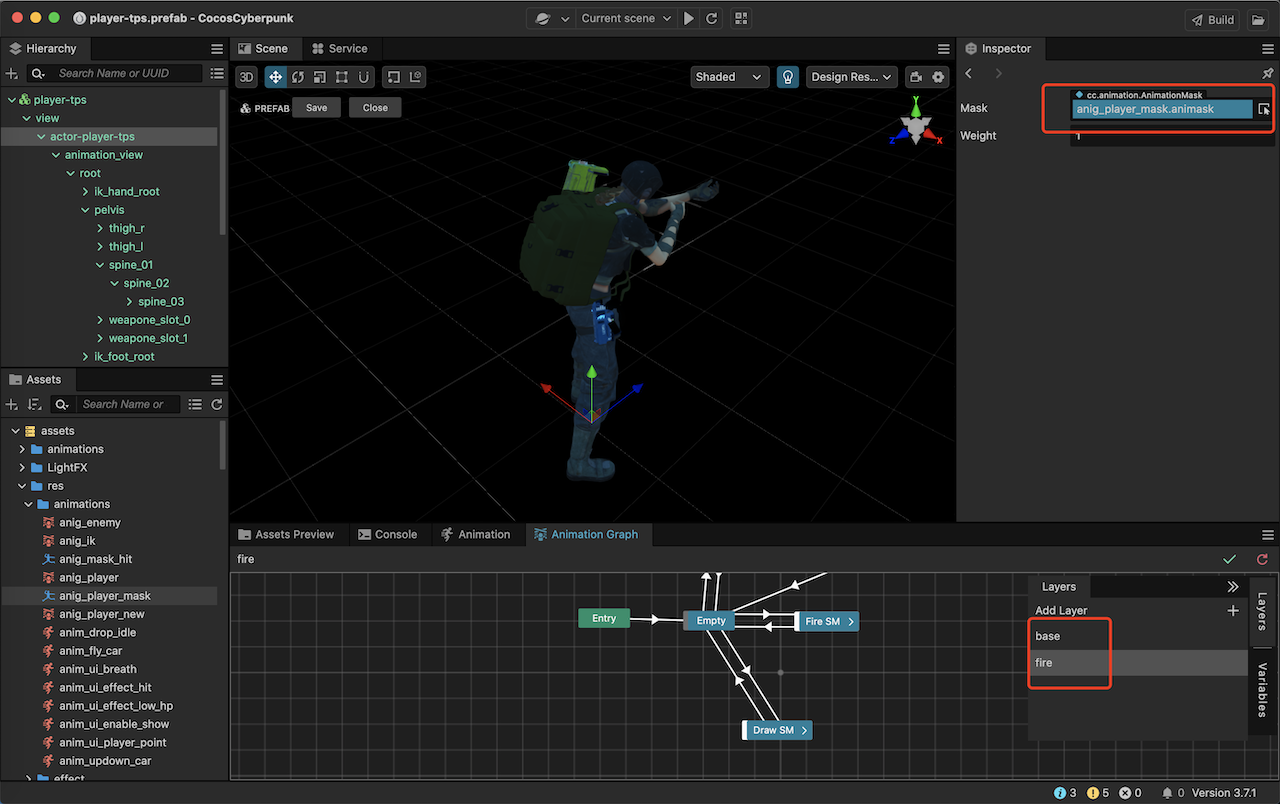 player-tps.prefab - CocosCyberpunk
Current scene
Build
Hierarchy
Search Name or UUID
player-tps
view
actor-player-tps
animation_view
root
ik_hand_root
pelvis
thigh_r
thigh_l
spine_01
spine_02
spine_03
weapone_slot_0
weapone_slot_1
ik_foot_root
Assets
Search Name or
assets
animations
LightFX
res
animations
anig_enemy
anig_ik
anig_mask_hit
anig_player
anig_player_mask
anig_player_new
anim_drop_idle
anim_fly_car
anim_ui_breath
anim_ui_effect_hit
anim_ui_effect_low_hp
anim_ui_enable_show
anim_ui_player_point
anim_updown_car
effect
Scene
Service
3D
Shaded
Design Res...
PREFAB
Save
Close
Y
Z
X
Inspector
cc.animation.AnimationMask
Mask
anig_player_mask.animask
Weight
1
Assets Preview
Console
Animation
Animation Graph
fire
Entry
Empty
Fire SM
Draw SM
Layers
Add Layer
base
fire
Layers
Variables
3
5
0
0
Version 3.7.1